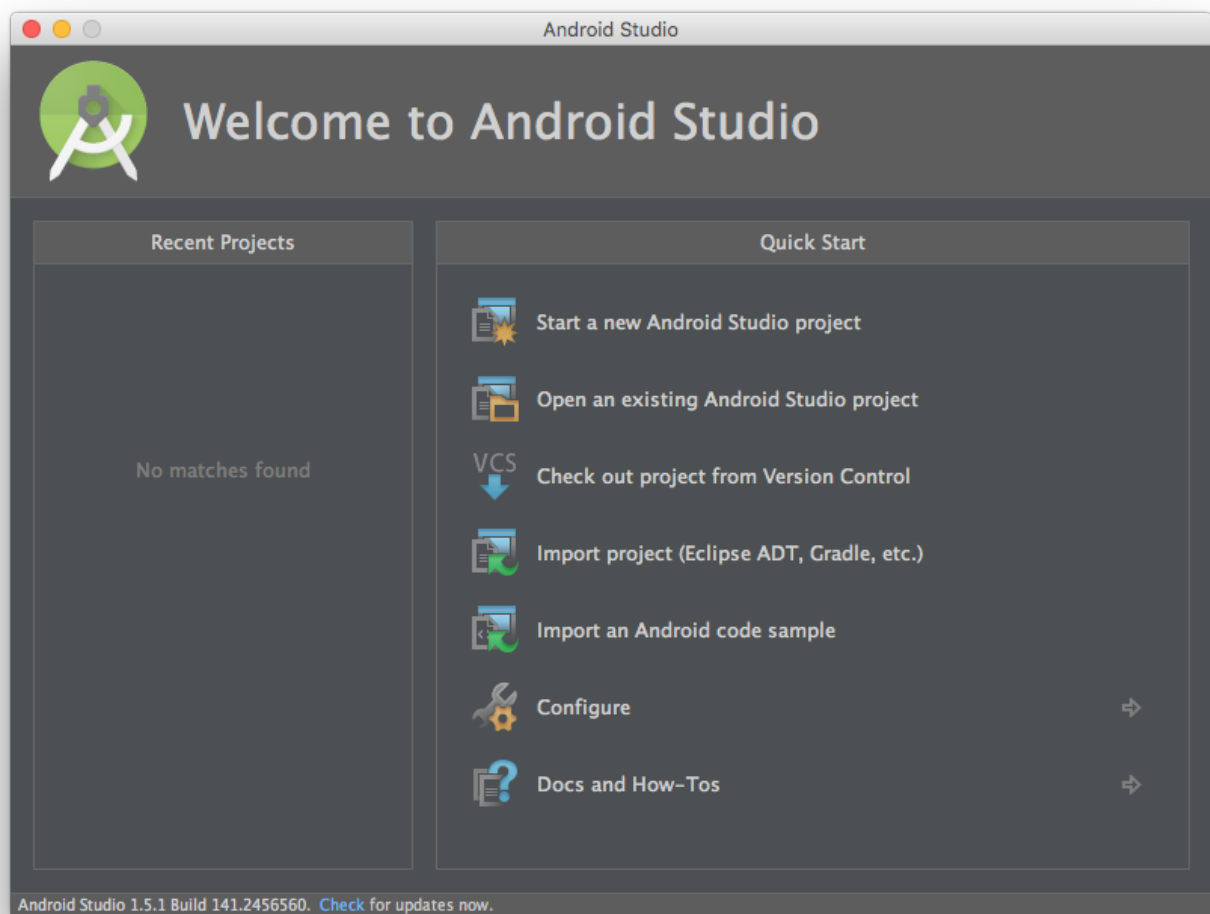 Android Studio
Welcome to Android Studio
Recent Projects
No matches found
Quick Start
Start a new Android Studio project
Open an existing Android Studio project
VCS
Check out project from Version Control
Import project (Eclipse ADT, Gradle, etc.)
Import an Android code sample
Configure
Docs and How-Tos
Android Studio 1.5.1 Build 141.2456560. Check for updates now.